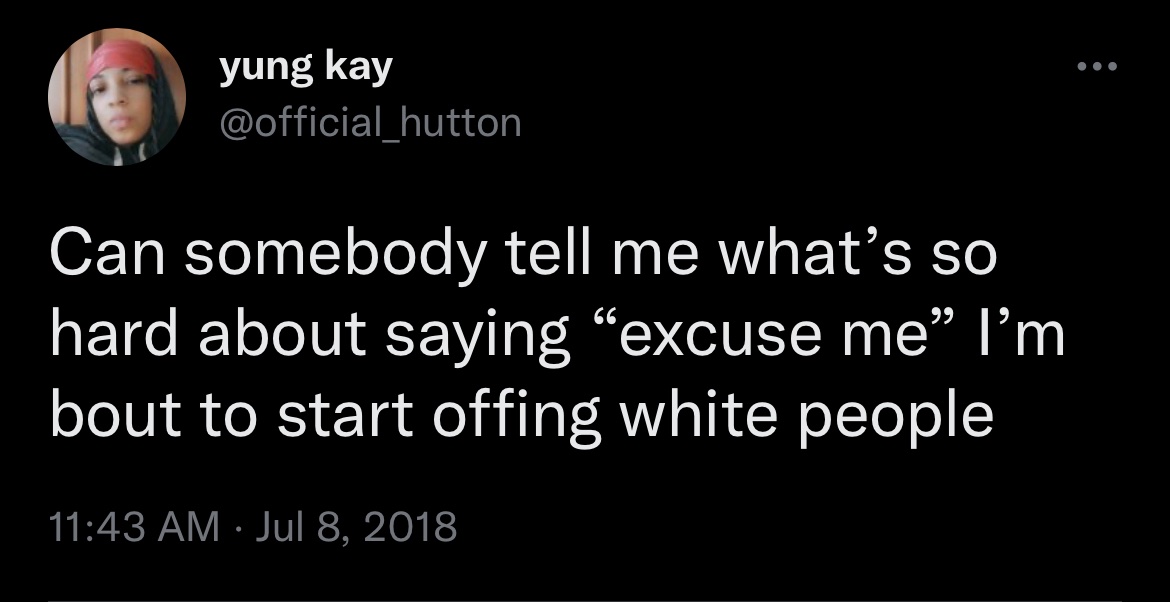 yung kay
@official_hutton
Can somebody tell me what’s so
hard about saying “excuse me” I’m
bout to start offing white people
11:43 AM · Jul 8, 2018